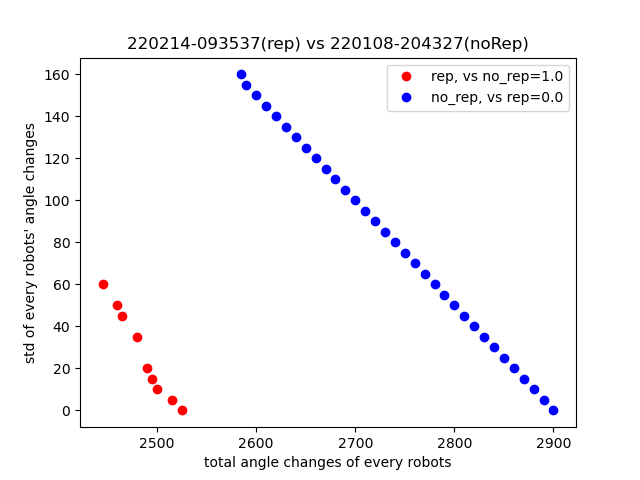 220214-093537(rep) vs 220108-204327(noRep)
rep, vs no_rep=1.0
no_rep, vs rep=0.0
160
140
120
100
80
60
40
20
0
std of every robots' angle changes
2500 2600 2700 2800 2900
total angle changes of every robots